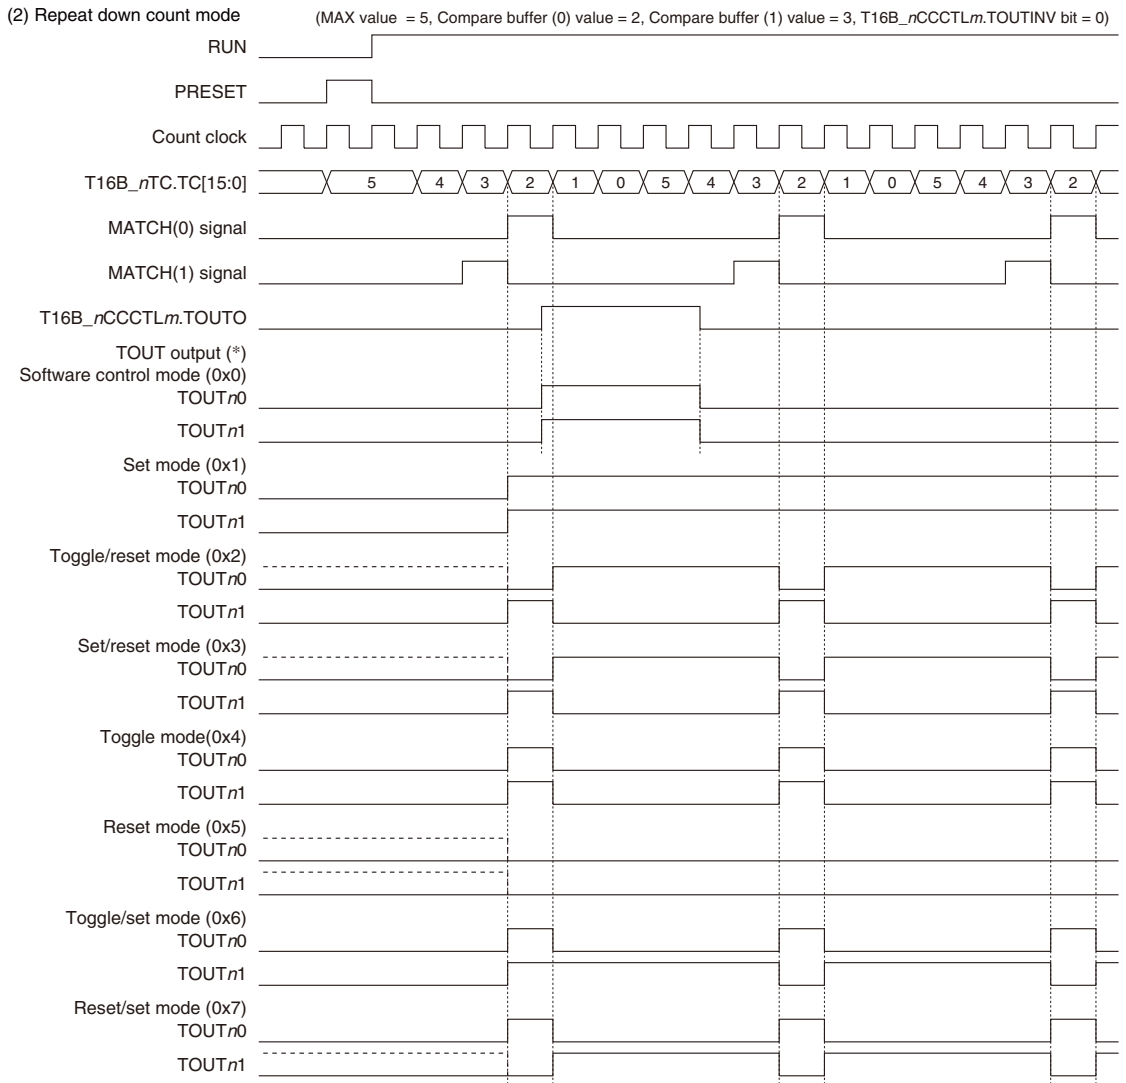 (2) Repeat down count mode (MAX value = 5, Compare buffer (0) value = 2, Compare buffer (1) value = 3, T16B_nCCCTLm.TOUTINV bit = 0)
RUN
PRESET
Count clock
T16B_nTC.TC[15:0] 5 4 3 2 1 0 5 4 3 2 1 0 5 4 3 2
MATCH(0) signal
MATCH(1) signal
T16B_nCCCTLm.TOUTO
TOUT output (*)
Software control mode (0x0)
TOUTn0
TOUTn1
Set mode (0x1)
TOUTn0
TOUTn1
Toggle/reset mode (0x2)
TOUTn0
TOUTn1
Set/reset mode (0x3)
TOUTn0
TOUTn1
Toggle mode(0x4)
TOUTn0
TOUTn1
Reset mode (0x5)
TOUTn0
TOUTn1
Toggle/set mode (0x6)
TOUTn0
TOUTn1
Reset/set mode (0x7)
TOUTn0
TOUTn1